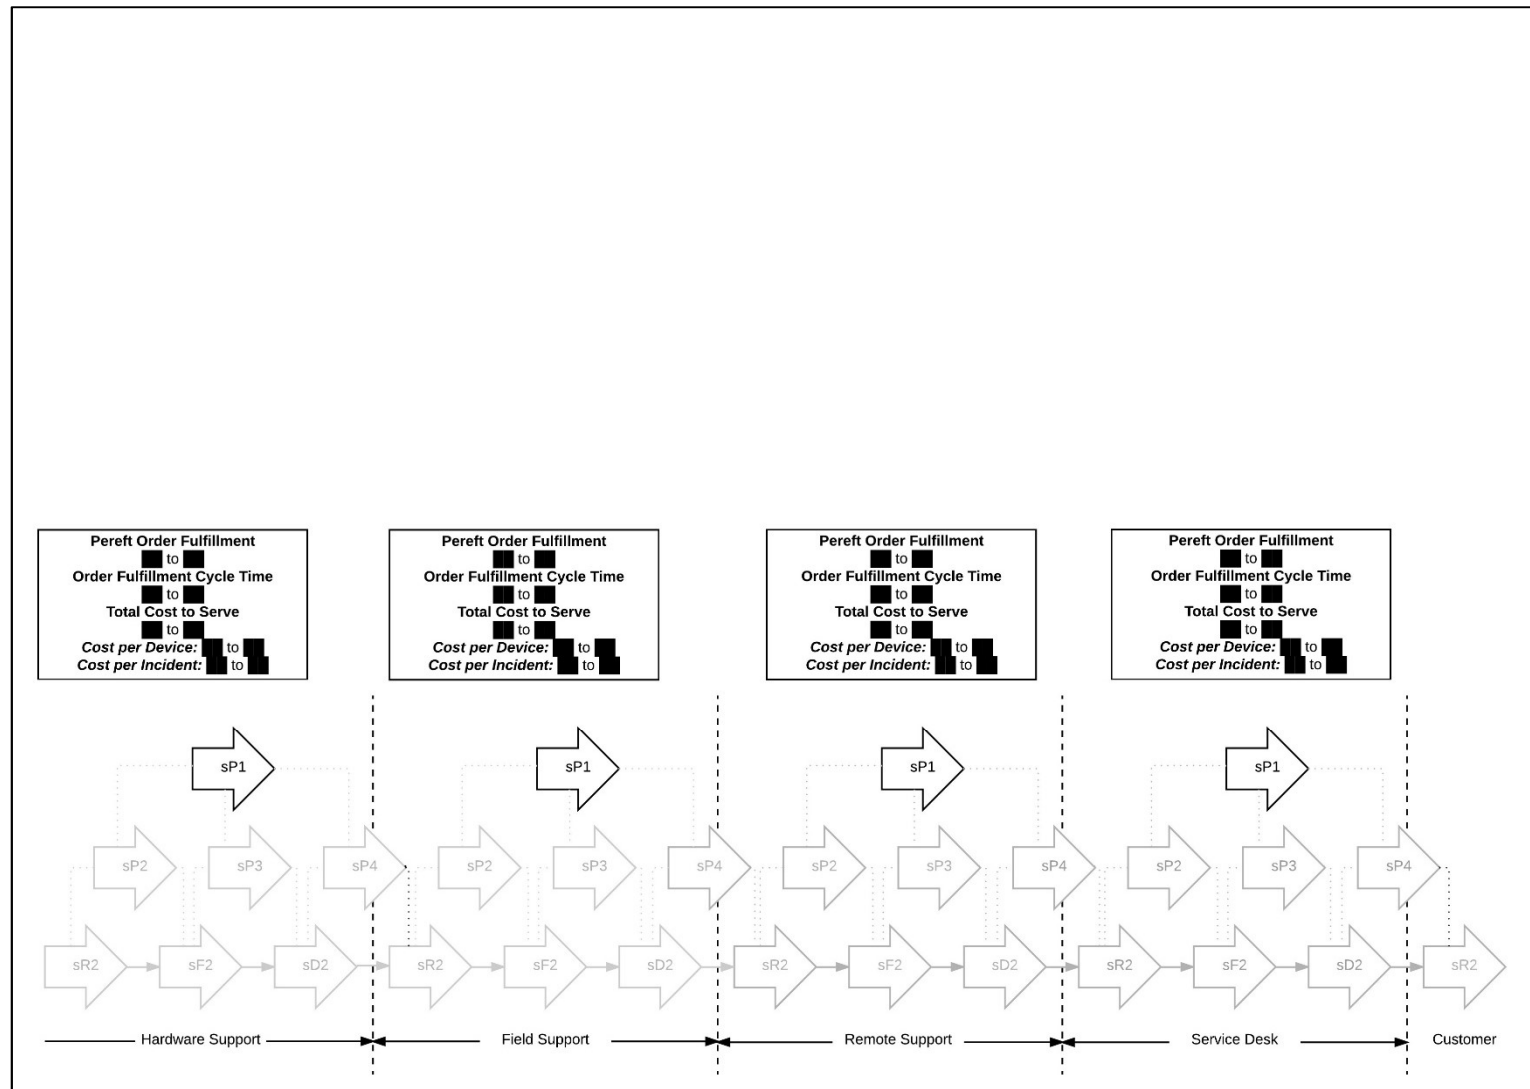 Pereft Order Fulfillment
to
Order Fulfillment Cycle Time
to
Total Cost to Serve
to
Cost per Device: to
Cost per Incident: to
Pereft Order Fulfillment
to
Order Fulfillment Cycle Time
to
Total Cost to Serve
to
Cost per Device: to
Cost per Incident: to
Pereft Order Fulfillment
to
Order Fulfillment Cycle Time
to
Total Cost to Serve
to
Cost per Device: to
Cost per Incident: to
Pereft Order Fulfillment
to
Order Fulfillment Cycle Time
to
Total Cost to Serve
to
Cost per Device: to
Cost per Incident: to
sP1 sP1 sP1 sP1
sP2 sP3 sP4 sP2 sP3 sP4 sP2 sP3 sP4 sP2 sP3 sP4
sR2 sF2 sD2 sR2 sF2 sD2 sR2 sF2 sD2 sR2 sF2 sD2 sR2
Hardware Support Field Support Remote Support Service Desk Customer